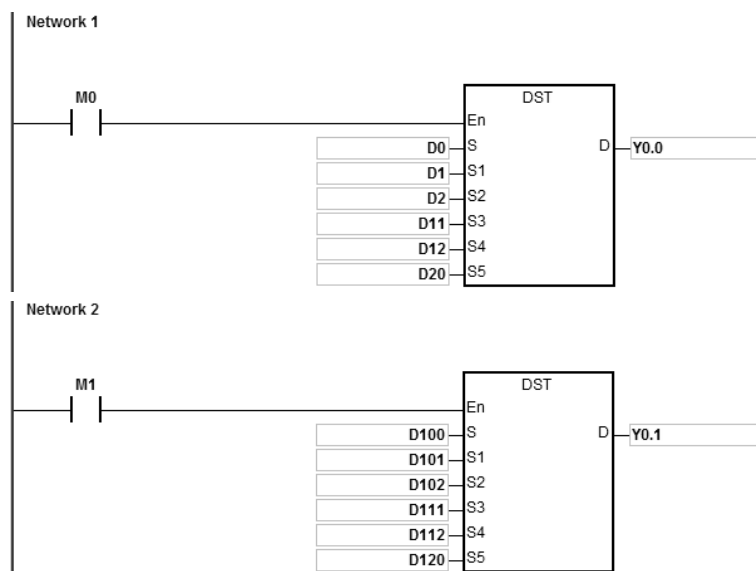 Network 1
M0
DST
En
D0 S D Y0.0
D1 S1
D2 S2
D11 S3
D12 S4
D20 S5
Network 2
M1
DST
En
D100 S D Y0.1
D101 S1
D102 S2
D111 S3
D112 S4
D120 S5